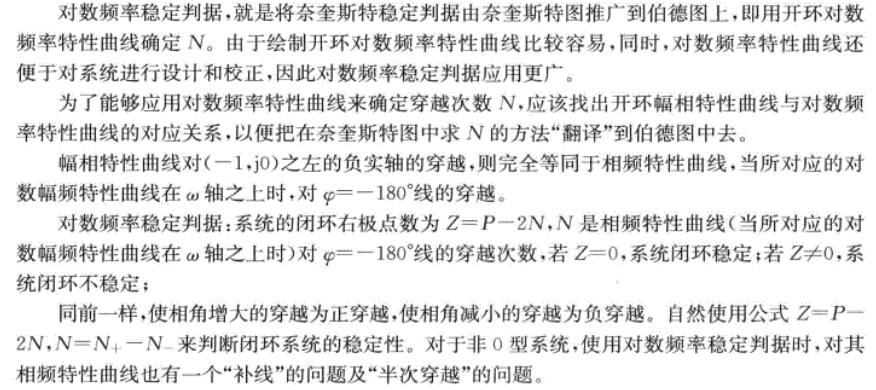 对数频率稳定判据,就是将奈奎斯特稳定判据由奈奎斯特图推广到伯德图上,即用开环对数
频率特性曲线确定 N。由于绘制开环对数频率特性曲线比较容易,同时,对数频率特性曲线还
便于对系统进行设计和校正,因此对数频率稳定判据应用更广。
为了能够应用对数频率特性曲线来确定穿越次数 N,应该找出开环幅相特性曲线与对数频
率特性曲线的对应关系,以便把在奈奎斯特图中求 N 的方法“翻译”到伯德图中去。
幅相特性曲线对(-1,j0)之左的负实轴的穿越,则完全等同于相频特性曲线,当所对应的对
数幅频特性曲线在 ω 轴之上时,对 φ=-180°线的穿越。
对数频率稳定判据:系统的闭环右极点数为 Z=P-2N,N 是相频特性曲线(当所对应的对
数幅频特性曲线在 ω 轴之上时)对 φ=-180°线的穿越次数,若 Z=0,系统闭环稳定;若 Z≠0,系
统闭环不稳定;
同前一样,使相角增大的穿越为正穿越,使相角减小的穿越为负穿越。自然使用公式 Z=P-
2N,N=N₊-N₋来判断闭环系统的稳定性。对于非 0 型系统,使用对数频率稳定判据时,对其
相频特性曲线也有一个“补线”的问题及“半次穿越”的问题。